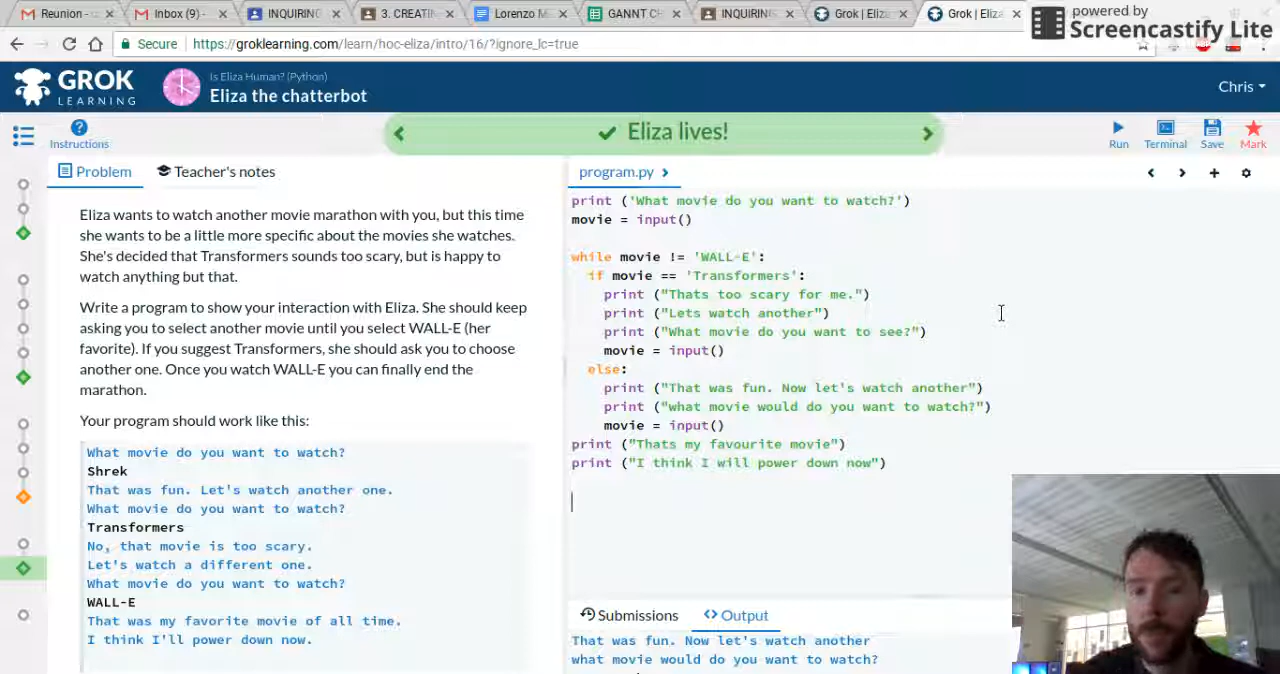 Reunion -
Inbox (9) -
INQUIRING
3. CREATIN
Lorenzo M
GANNT CH
INQUIRING
Grok | Eliza
Grok | Eliza
powered by
Screencastify Lite
Secure
https://groklearning.com/learn/hoc-eliza/intro/16/?ignore_lc=true
GROK
LEARNING
Is Eliza Human? (Python)
Eliza the chatterbot
Chris
Instructions
Eliza lives!
Run
Terminal
Save
Mark
Problem
Teacher's notes
Eliza wants to watch another movie marathon with you, but this time
she wants to be a little more specific about the movies she watches.
She's decided that Transformers sounds too scary, but is happy to
watch anything but that.
Write a program to show your interaction with Eliza. She should keep
asking you to select another movie until you select WALL-E (her
favorite). If you suggest Transformers, she should ask you to choose
another one. Once you watch WALL-E you can finally end the
marathon.
Your program should work like this:
What movie do you want to watch?
Shrek
That was fun. Let's watch another one.
What movie do you want to watch?
Transformers
No, that movie is too scary.
Let's watch a different one.
What movie do you want to watch?
WALL-E
That was my favorite movie of all time.
I think I'll power down now.
program.py
print ('What movie do you want to watch?')
movie = input()
while movie != 'WALL-E':
if movie == 'Transformers':
print ("Thats too scary for me.")
print ("Lets watch another")
print ("What movie do you want to see?")
movie = input()
else:
print ("That was fun. Now let's watch another")
print ("what movie would do you want to watch?")
movie = input()
print ("Thats my favourite movie")
print ("I think I will power down now")
Submissions
Output
That was fun. Now let's watch another
what movie would do you want to watch?